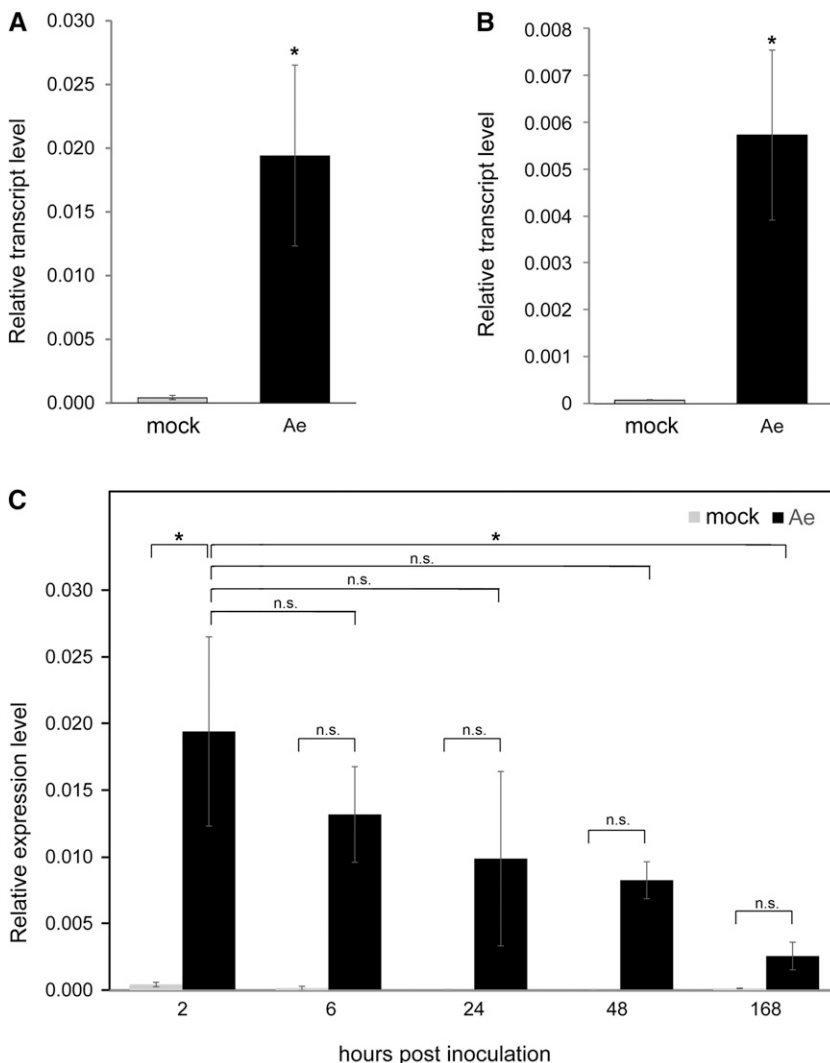 A
0.030
0.025
0.020
0.015
0.010
0.005
0.000
Relative transcript level
*
mock
Ae
B
0.008
0.007
0.006
0.005
0.004
0.003
0.002
0.001
0
Relative transcript level
*
mock
Ae
C
mock Ae
* *
n.s.
n.s.
n.s.
0.030
0.025
0.020
0.015
0.010
0.005
0.000
Relative expression level
n.s.
n.s.
n.s.
n.s.
2 6 24 48 168
hours post inoculation